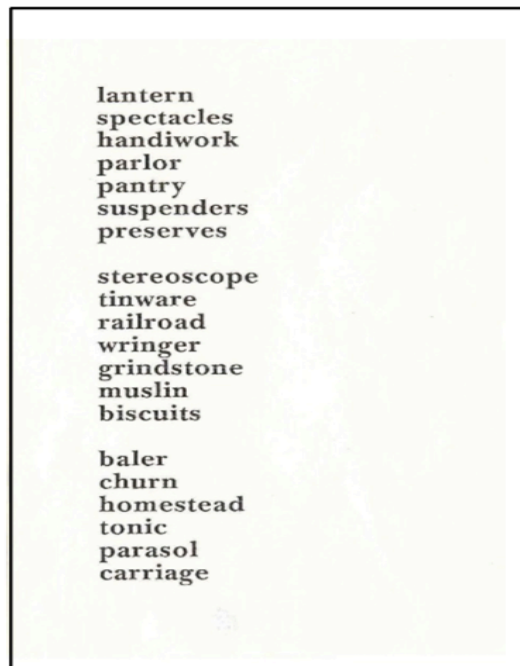 lantern
spectacles
handiwork
parlor
pantry
suspenders
preserves

stereoscope
tinware
railroad
wringer
grindstone
muslin
biscuits

baler
churn
homestead
tonic
parasol
carriage